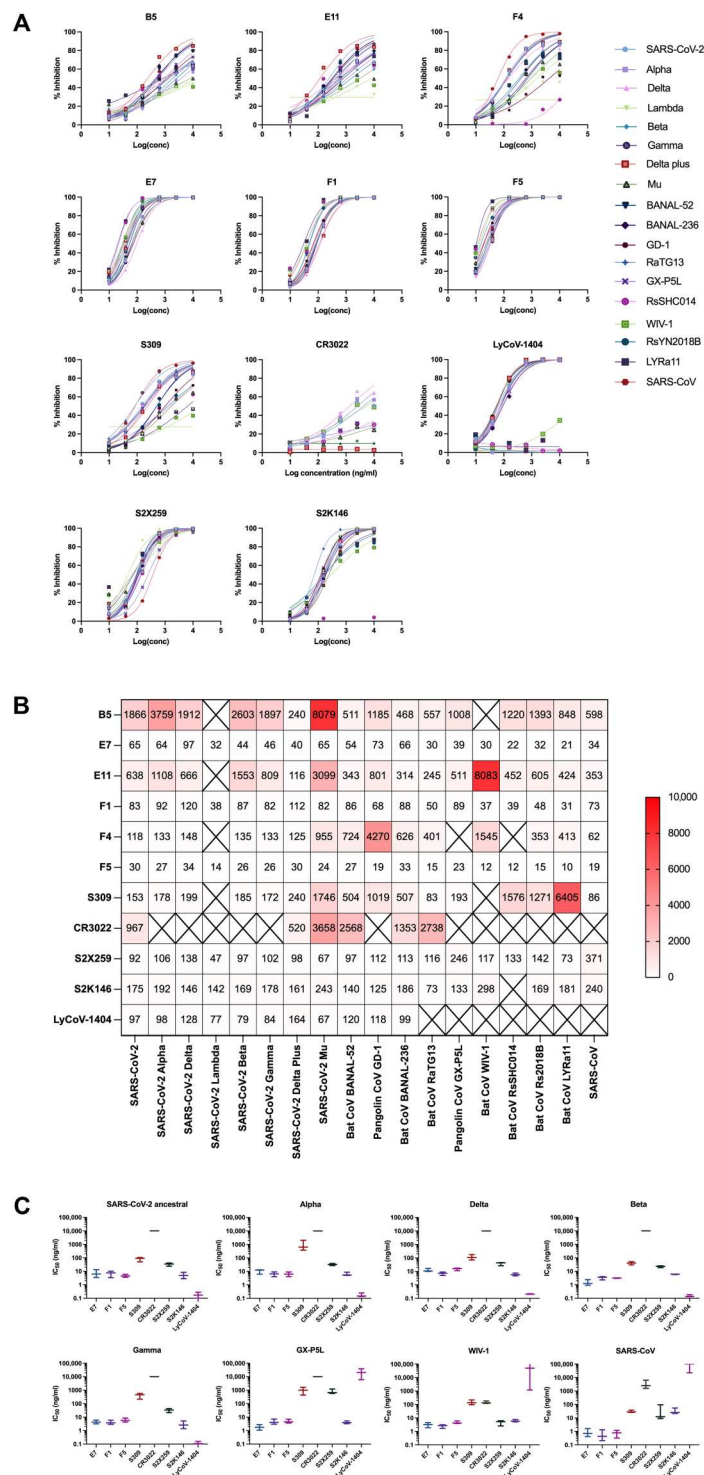 A
B5
E11
F4
E7
F1
F5
S309
CR3022
LyCoV-1404
S2X259
S2K146
% Inhibition
Log(conc)
Log concentration (ng/ml)
SARS-CoV-2
Alpha
Delta
Lambda
Beta
Gamma
Delta plus
Mu
BANAL-52
BANAL-236
GD-1
RaTG13
GX-P5L
RsSHC014
WIV-1
RsYN2018B
LYRa11
SARS-CoV
B
B5 1866 3759 1912 2603 1897 240 8079 511 1185 468 557 1008 1220 1393 848 598
E7 65 64 97 32 44 46 40 65 54 73 66 30 39 30 22 32 21 34
E11 638 1108 666 1553 809 116 3099 343 801 314 245 511 8083 452 605 424 353
F1 83 92 120 38 87 82 112 82 86 68 88 50 89 37 39 48 31 73
F4 118 133 148 135 133 125 955 724 4270 626 401 1545 353 413 62
F5 30 27 34 14 26 26 30 24 27 19 33 15 23 12 12 15 10 19
S309 153 178 199 185 172 240 1746 504 1019 507 83 193 1576 1271 6405 86
CR3022 967 520 3658 2568 1353 2738
S2X259 92 106 138 47 97 102 98 67 97 112 113 116 246 117 133 142 73 371
S2K146 175 192 146 142 169 178 161 243 140 125 186 73 133 298 169 181 240
LyCoV-1404 97 98 128 77 79 84 164 67 120 118 99
SARS-CoV-2
SARS-CoV-2 Alpha
SARS-CoV-2 Delta
SARS-CoV-2 Lambda
SARS-CoV-2 Beta
SARS-CoV-2 Gamma
SARS-CoV-2 Delta Plus
SARS-CoV-2 Mu
Bat CoV BANAL-52
Pangolin CoV GD-1
Bat CoV BANAL-236
Bat CoV RaTG13
Pangolin CoV GX-P5L
Bat CoV WIV-1
Bat CoV RsSHC014
Bat CoV Rs2018B
Bat CoV LYRa11
SARS-CoV
10,000
8000
6000
4000
2000
0
C
SARS-CoV-2 ancestral
Alpha
Delta
Beta
Gamma
GX-P5L
WIV-1
SARS-CoV
IC50 (ng/ml)
100,000
10,000
1000
100
10
1
0.1
E7 F1 F5 S309 CR3022 S2X259 S2K146 LyCoV-1404